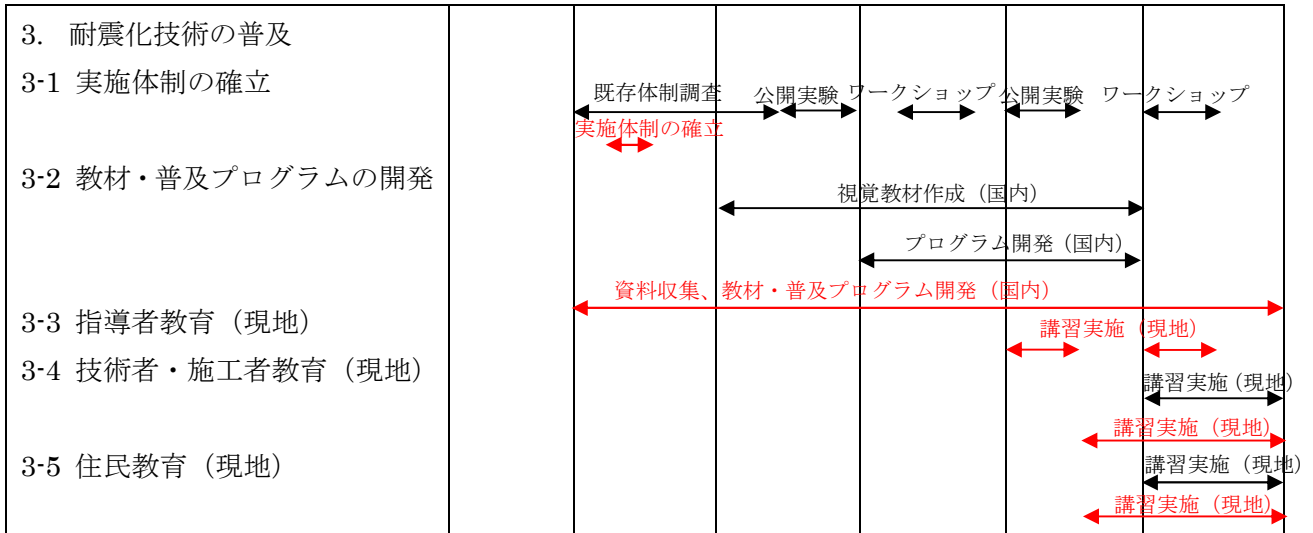 3. 耐震化技術の普及
3-1 実施体制の確立
既存体制調査 公開実験 ワークショップ 公開実験 ワークショップ
実施体制の確立
3-2 教材・普及プログラムの開発
視覚教材作成（国内）
プログラム開発（国内）
資料収集、教材・普及プログラム開発（国内）
3-3 指導者教育（現地）
講習実施（現地）
3-4 技術者・施工者教育（現地）
講習実施（現地）
講習実施（現地）
3-5 住民教育（現地）
講習実施（現地）
講習実施（現地）